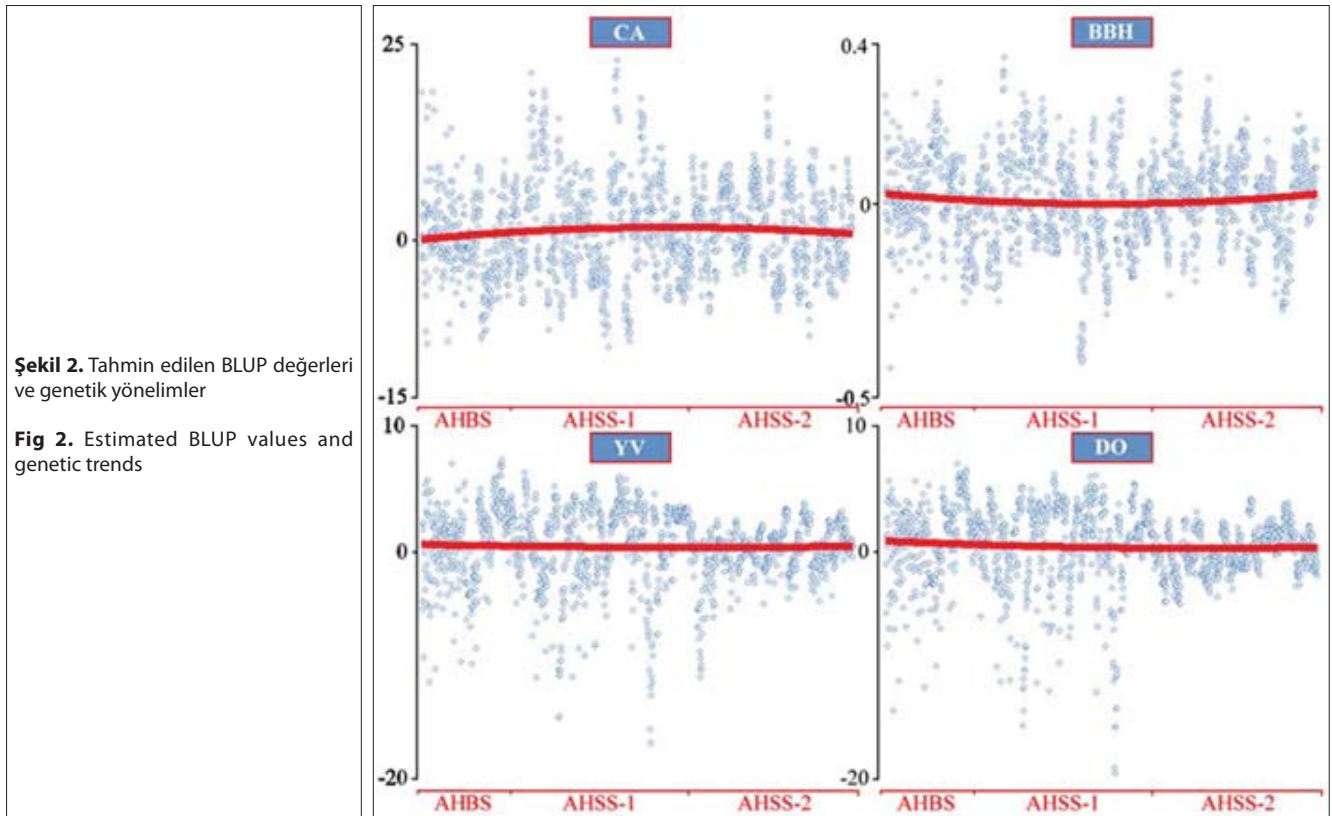 Şekil 2. Tahmin edilen BLUP değerleri
ve genetik yönelimler
Fig 2. Estimated BLUP values and
genetic trends
CA
25
0
-15
AHBS AHSS-1 AHSS-2
BBH
0.4
0
-0.5
AHBS AHSS-1 AHSS-2
YV
10
0
-20
AHBS AHSS-1 AHSS-2
DO
10
0
-20
AHBS AHSS-1 AHSS-2